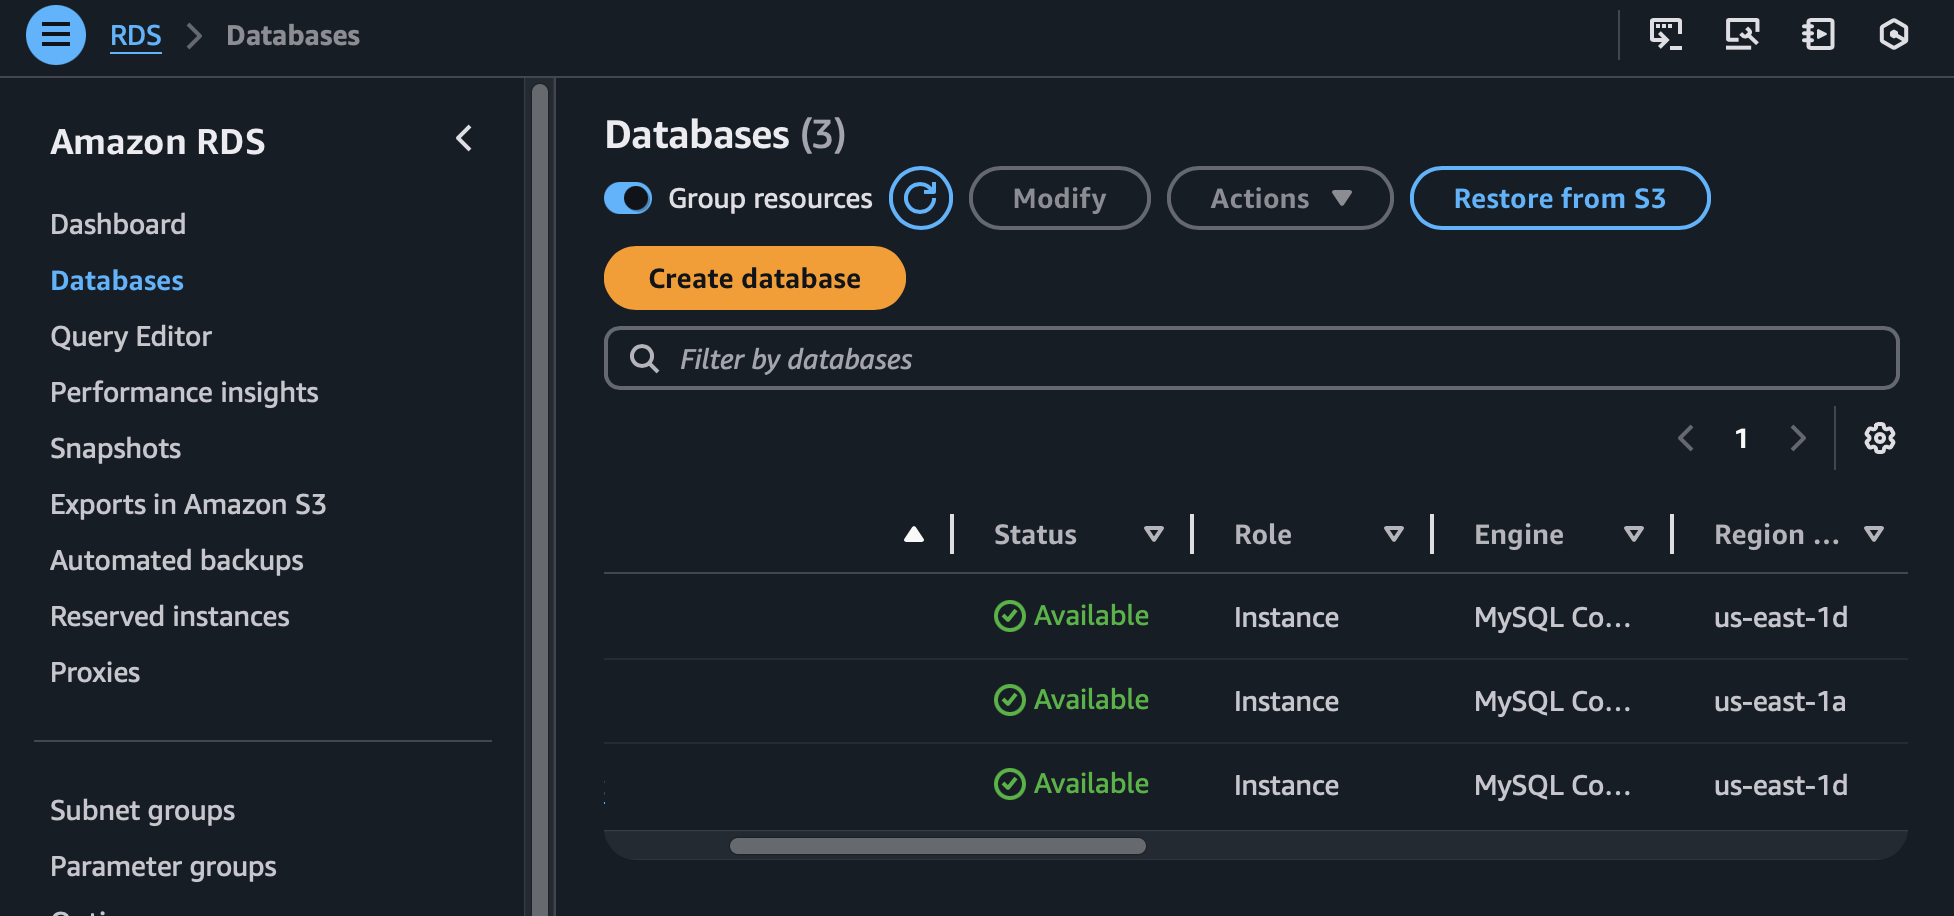 RDS > Databases
Amazon RDS
Dashboard
Databases
Query Editor
Performance insights
Snapshots
Exports in Amazon S3
Automated backups
Reserved instances
Proxies
Subnet groups
Parameter groups
Databases (3)
Group resources Modify Actions Restore from S3
Create database
Filter by databases
1
Status Role Engine Region ...
Available Instance MySQL Co... us-east-1d
Available Instance MySQL Co... us-east-1a
Available Instance MySQL Co... us-east-1d